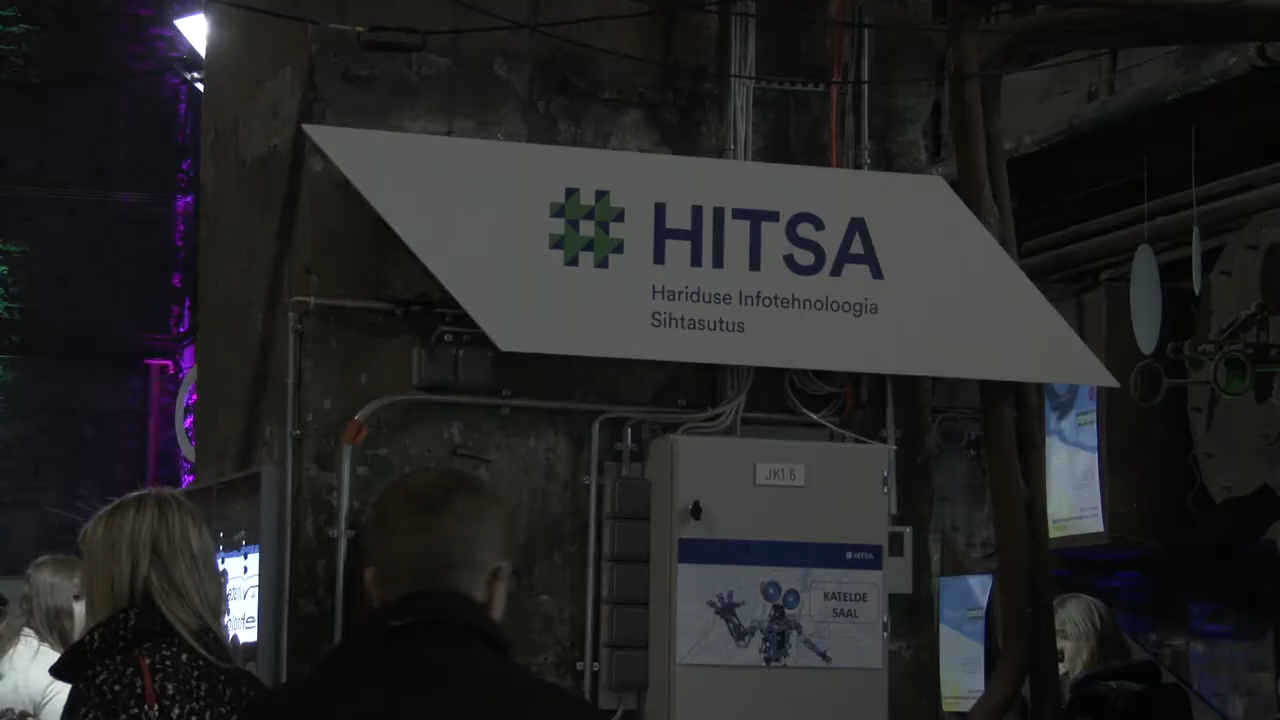 HITSA
Hariduse Infotehnoloogia
Sihtasutus
JK1 6
HITSA
KATELDE
SAAL